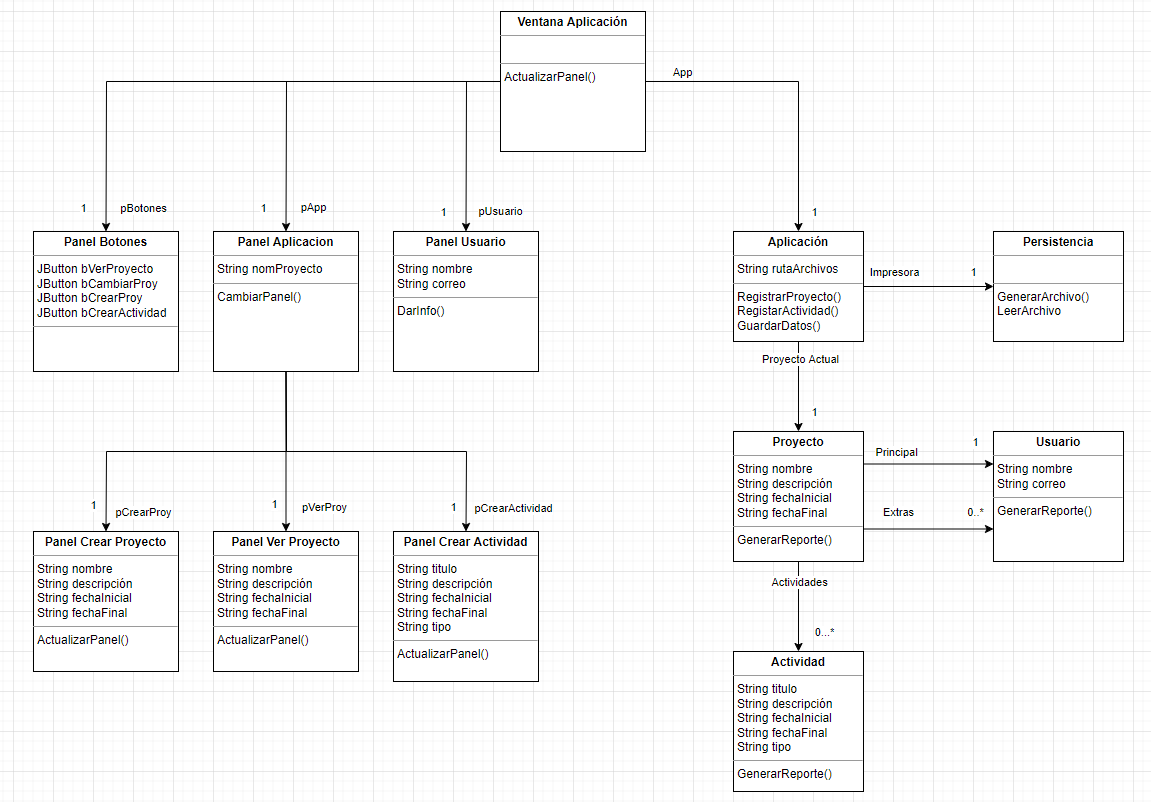 Ventana Aplicación
ActualizarPanel()
App
1
pBotones
1
pApp
1
pUsuario
1
Panel Botones
JButton bVerProyecto
JButton bCambiarProy
JButton bCrearProy
JButton bCrearActividad
Panel Aplicacion
String nomProyecto
CambiarPanel()
Panel Usuario
String nombre
String correo
DarInfo()
Aplicación
String rutaArchivos
RegistrarProyecto()
RegistarActividad()
GuardarDatos()
Impresora
1
Persistencia
GenerarArchivo()
LeerArchivo
Proyecto Actual
1
Proyecto
String nombre
String descripción
String fechaInicial
String fechaFinal
GenerarReporte()
Principal
1
Extras
0..*
Usuario
String nombre
String correo
GenerarReporte()
1
pCrearProy
1
pVerProy
1
pCrearActividad
Panel Crear Proyecto
String nombre
String descripción
String fechaInicial
String fechaFinal
ActualizarPanel()
Panel Ver Proyecto
String nombre
String descripción
String fechaInicial
String fechaFinal
ActualizarPanel()
Panel Crear Actividad
String titulo
String descripción
String fechaInicial
String fechaFinal
String tipo
ActualizarPanel()
Actividades
0...*
Actividad
String titulo
String descripción
String fechaInicial
String fechaFinal
String tipo
GenerarReporte()